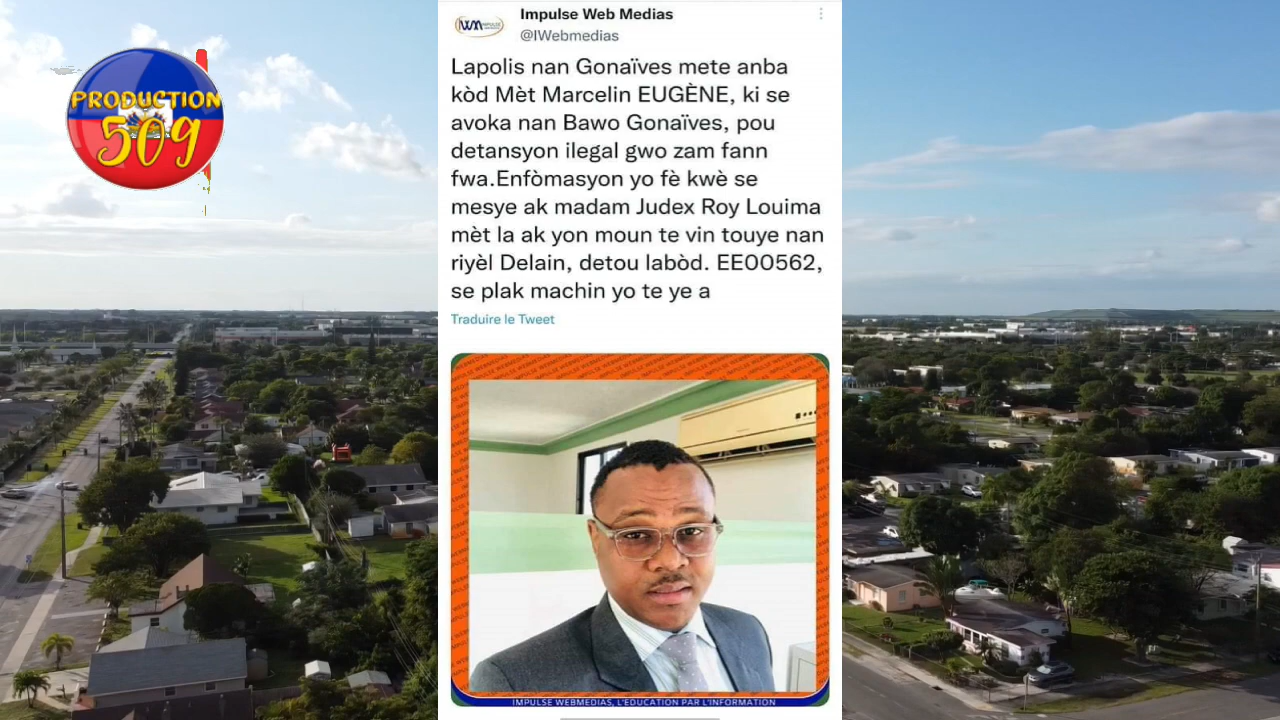 PRODUCTION
509
Impulse Web Medias
@IWebmedias
Lapolis nan Gonaïves mete anba
kòd Mèt Marcelin EUGÈNE, ki se
avoka nan Bawo Gonaïves, pou
detansyon ilegal gwo zam fann
fwa.Enfòmasyon yo fè kwè se
mesye ak madam Judex Roy Louima
mèt la ak yon moun te vin touye nan
riyèl Delain, detou labòd. EE00562,
se plak machin yo te ye a
Traduire le Tweet
IMPULSE WEBMEDIAS, L'EDUCATION PAR L'INFORMATION